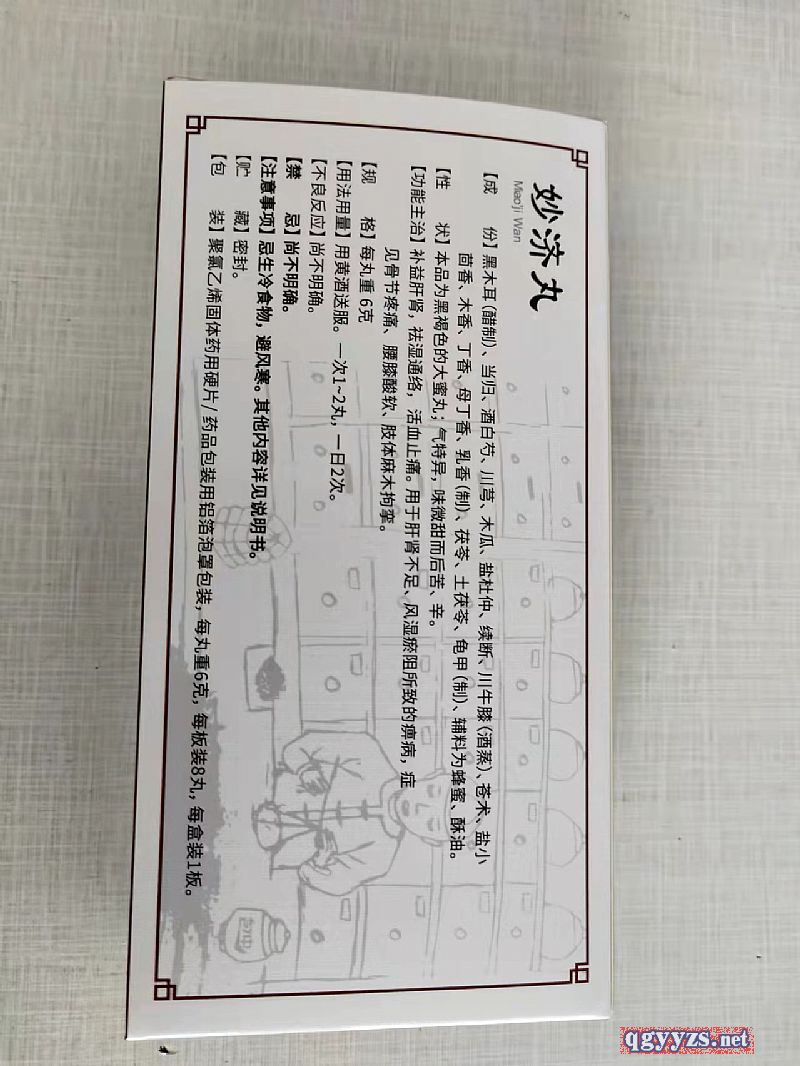 妙济丸
Miaoji Wan
【成 份】黑木耳(醋制)、当归、酒白芍、川芎、木瓜、盐杜仲、续断、川牛膝(酒蒸)、苍术、盐小
茴香、木香、丁香、母丁香、乳香(制)、茯苓、土茯苓、龟甲(制)、辅料为蜂蜜、酥油。
【性 状】本品为黑褐色的大蜜丸；气特异，味微甜而后苦、辛。
【功能主治】补益肝肾，祛湿通络，活血止痛。用于肝肾不足、风湿瘀阻所致的痹病，症
见骨节疼痛、腰膝酸软、肢体麻木拘挛。
【规 格】每丸重 6克
【用法用量】用黄酒送服。一次1~2丸，一日2次。
【不良反应】尚不明确。
【禁 忌】尚不明确。
【注意事项】忌生冷食物，避风寒。其他内容详见说明书。
【贮 藏】密封。
【包 装】聚氯乙烯固体药用硬片/药品包装用铝箔泡罩包装，每丸重6克，每板装8丸，每盒装1板。
qgyyzs.net